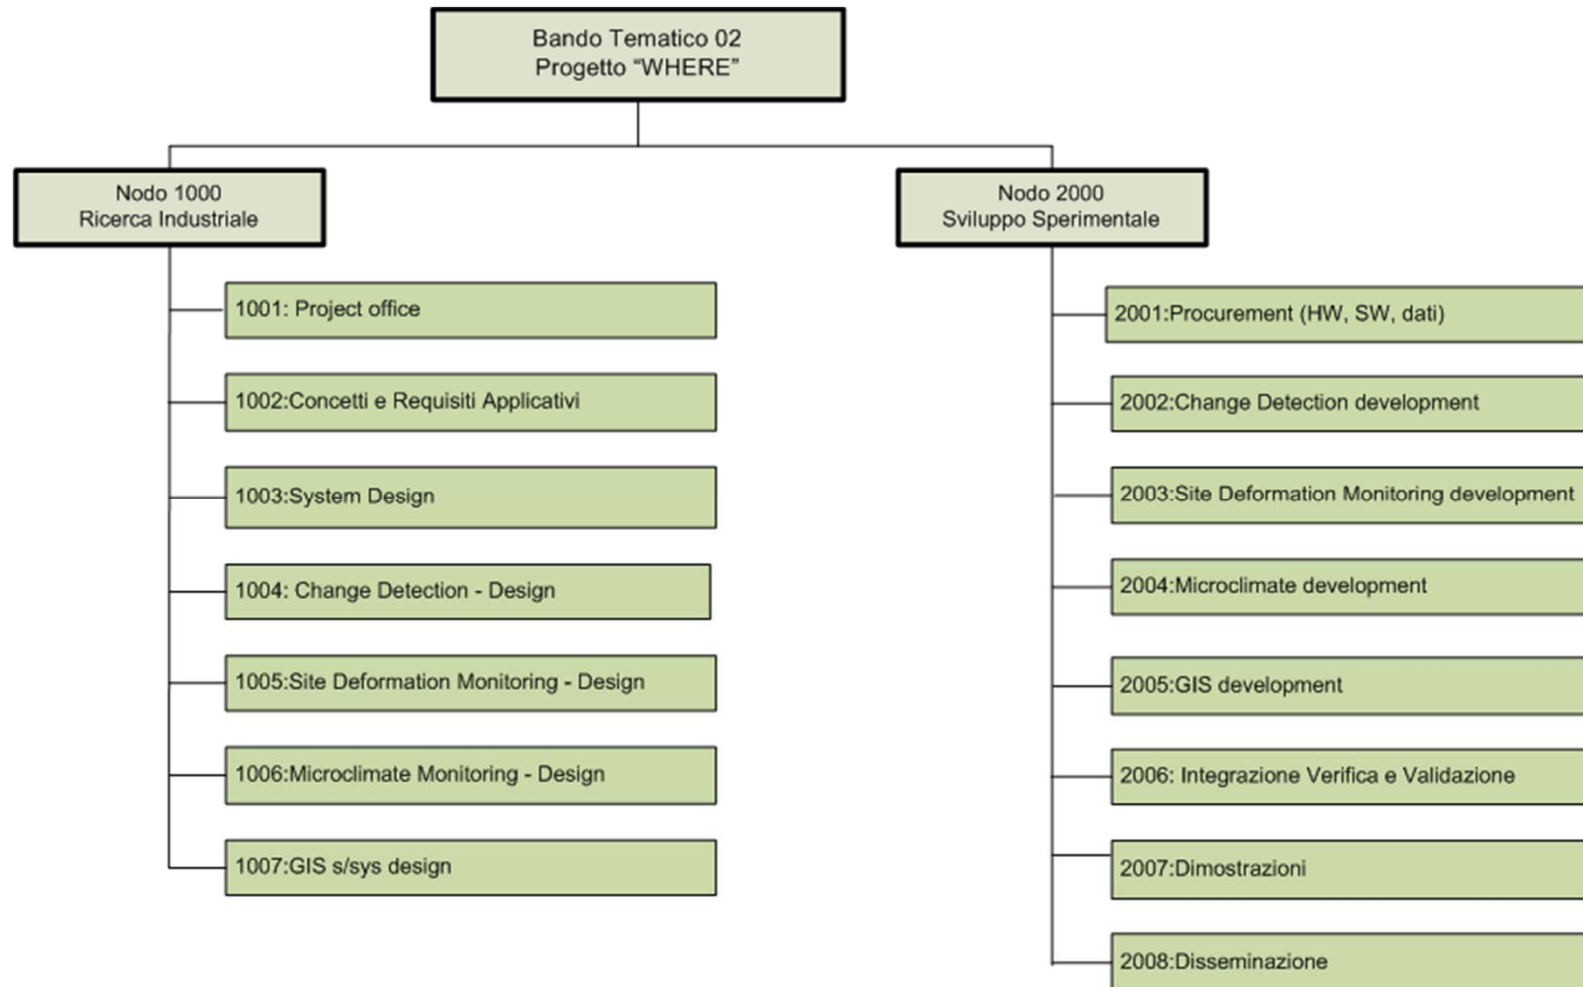 Bando Tematico 02
Progetto “WHERE”
Nodo 1000
Ricerca Industriale
1001: Project office
1002:Concetti e Requisiti Applicativi
1003:System Design
1004: Change Detection - Design
1005:Site Deformation Monitoring - Design
1006:Microclimate Monitoring - Design
1007:GIS s/sys design
Nodo 2000
Sviluppo Sperimentale
2001:Procurement (HW, SW, dati)
2002:Change Detection development
2003:Site Deformation Monitoring development
2004:Microclimate development
2005:GIS development
2006: Integrazione Verifica e Validazione
2007:Dimostrazioni
2008:Disseminazione